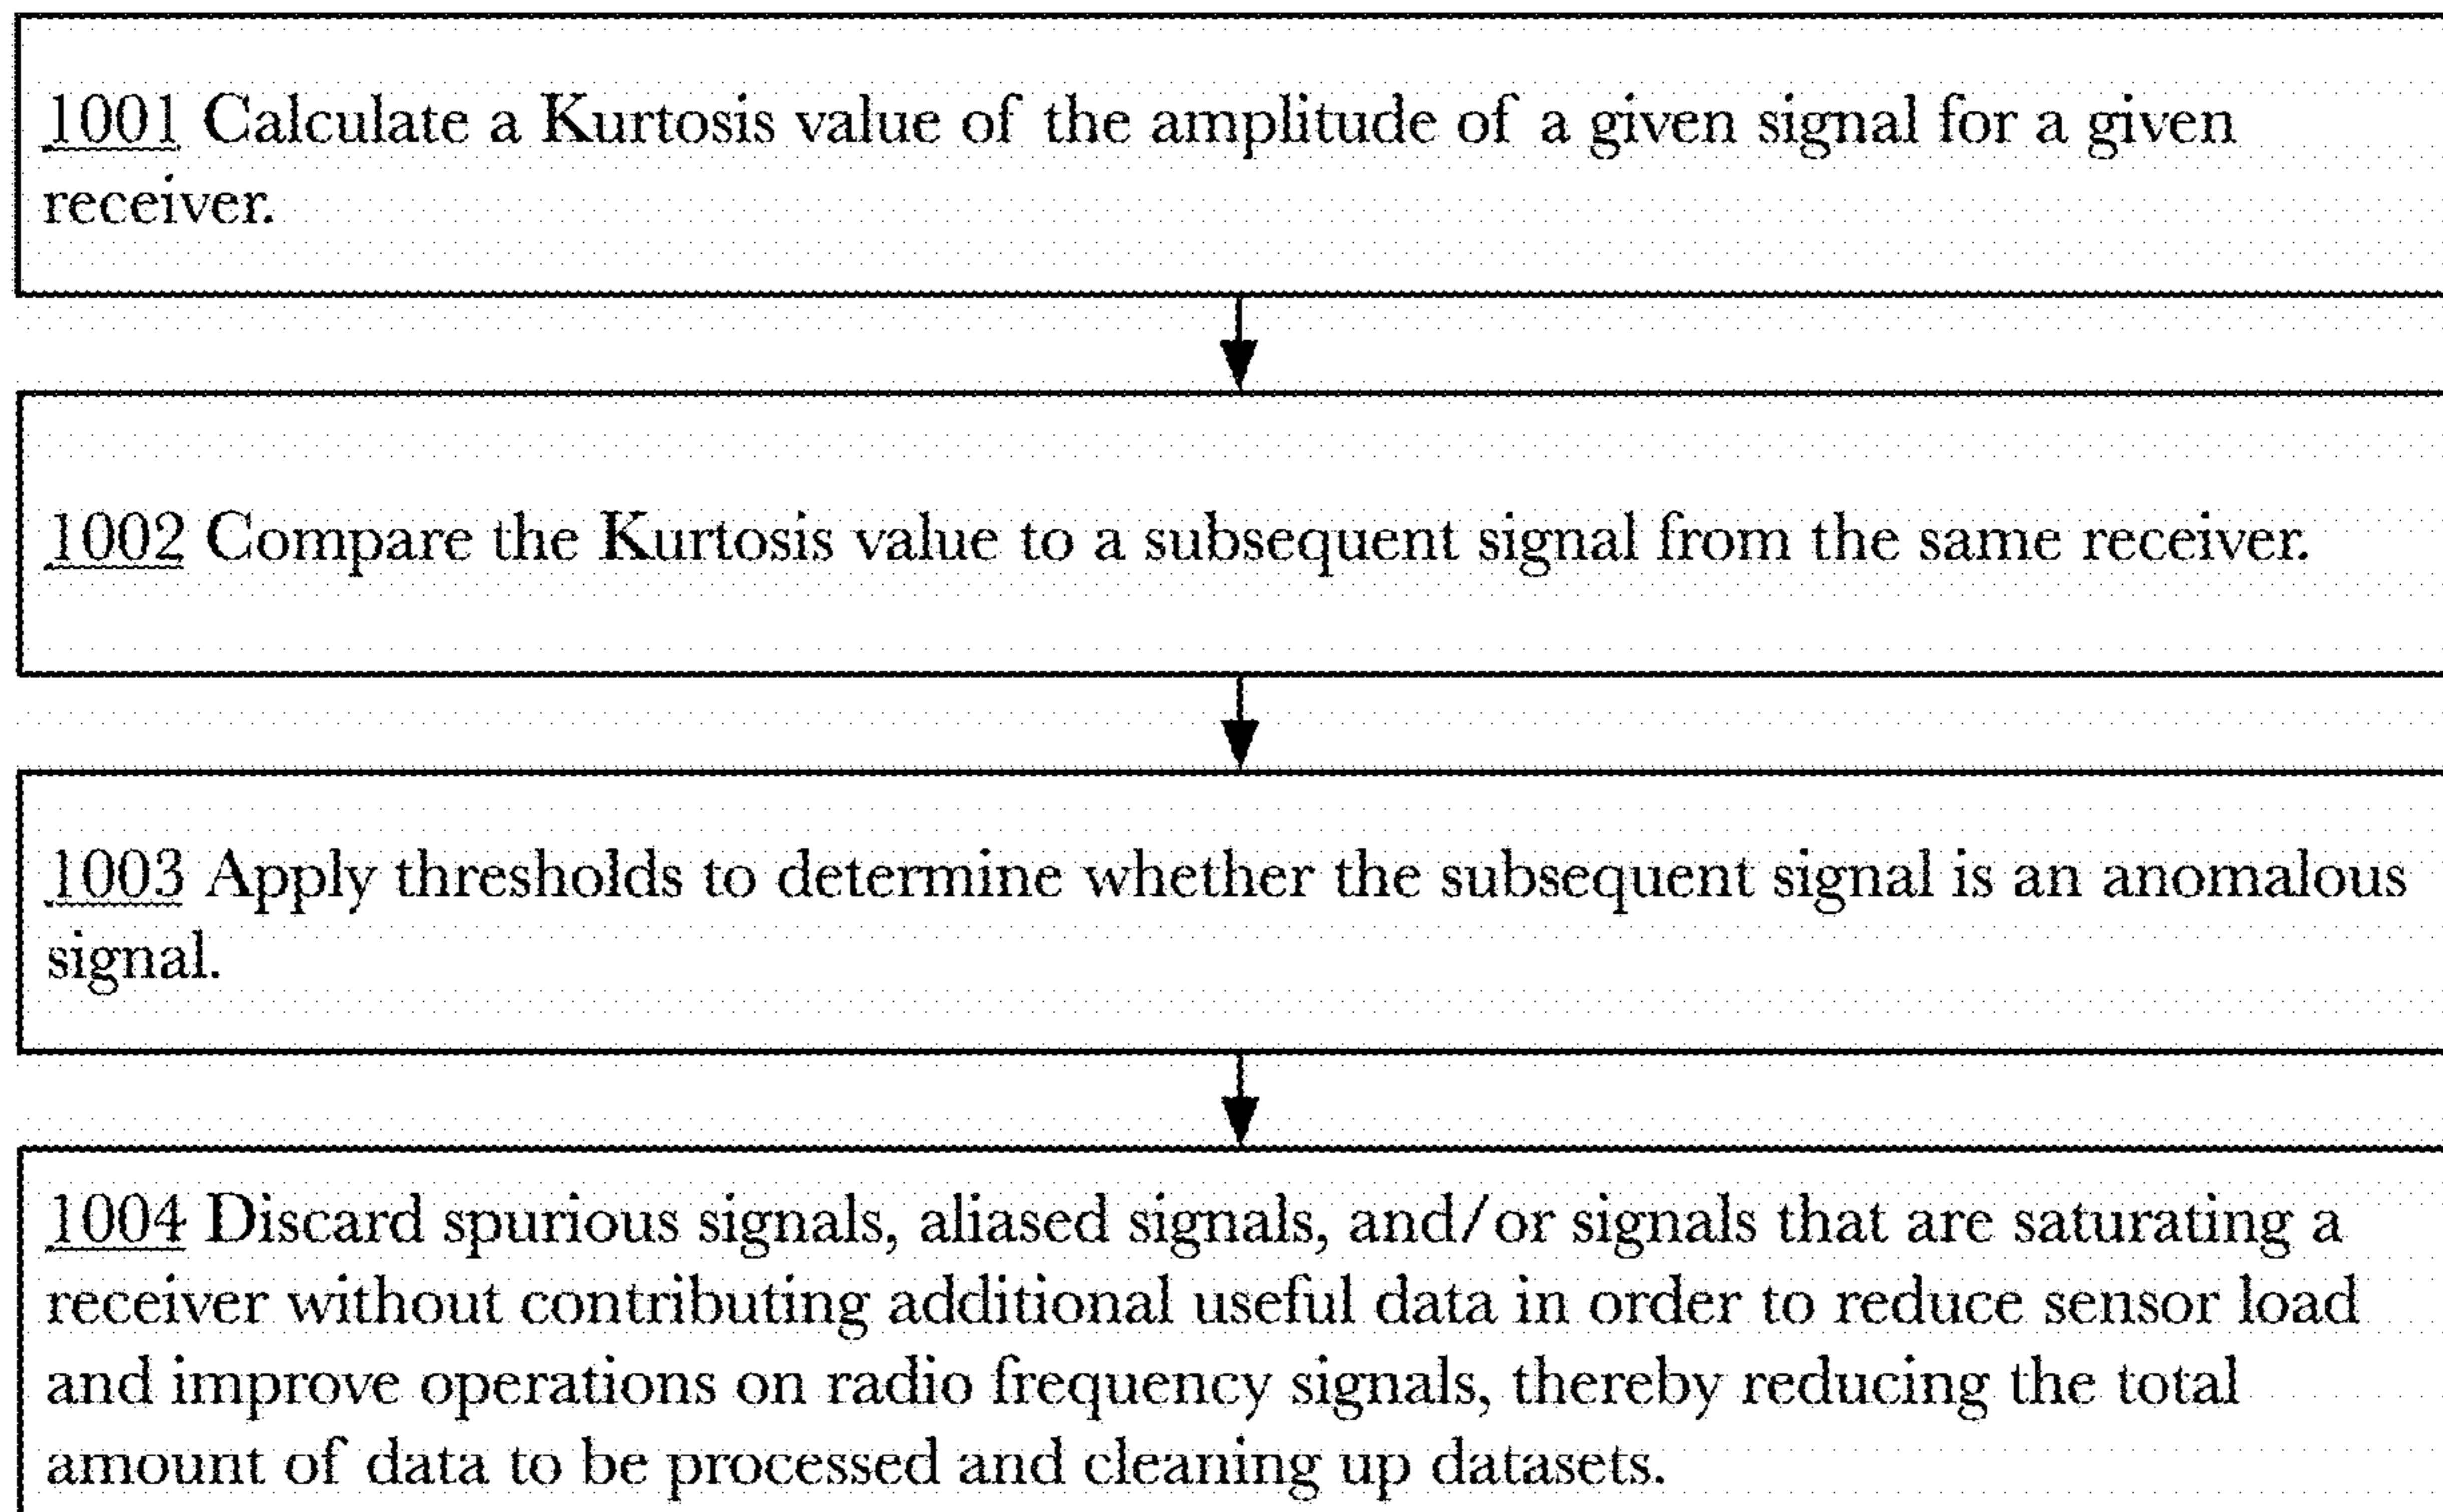 1001 Calculate a Kurtosis value of the amplitude of a given signal for a given
receiver.
1002 Compare the Kurtosis value to a subsequent signal from the same receiver.
1003 Apply thresholds to determine whether the subsequent signal is an anomalous
signal.
1004 Discard spurious signals, aliased signals, and/or signals that are saturating a
receiver without contributing additional useful data in order to reduce sensor load
and improve operations on radio frequency signals, thereby reducing the total
amount of data to be processed and cleaning up datasets.